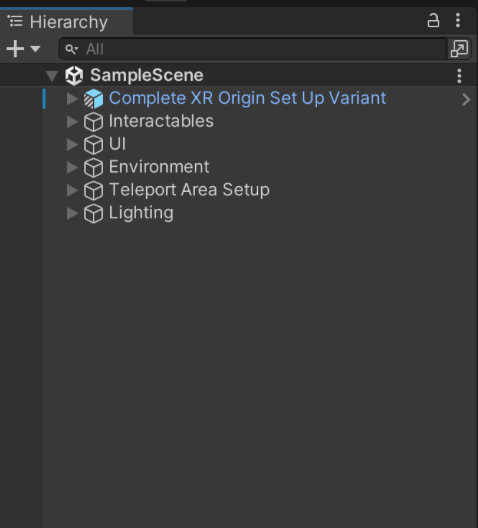 Hierarchy
All
SampleScene
Complete XR Origin Set Up Variant
Interactables
UI
Environment
Teleport Area Setup
Lighting